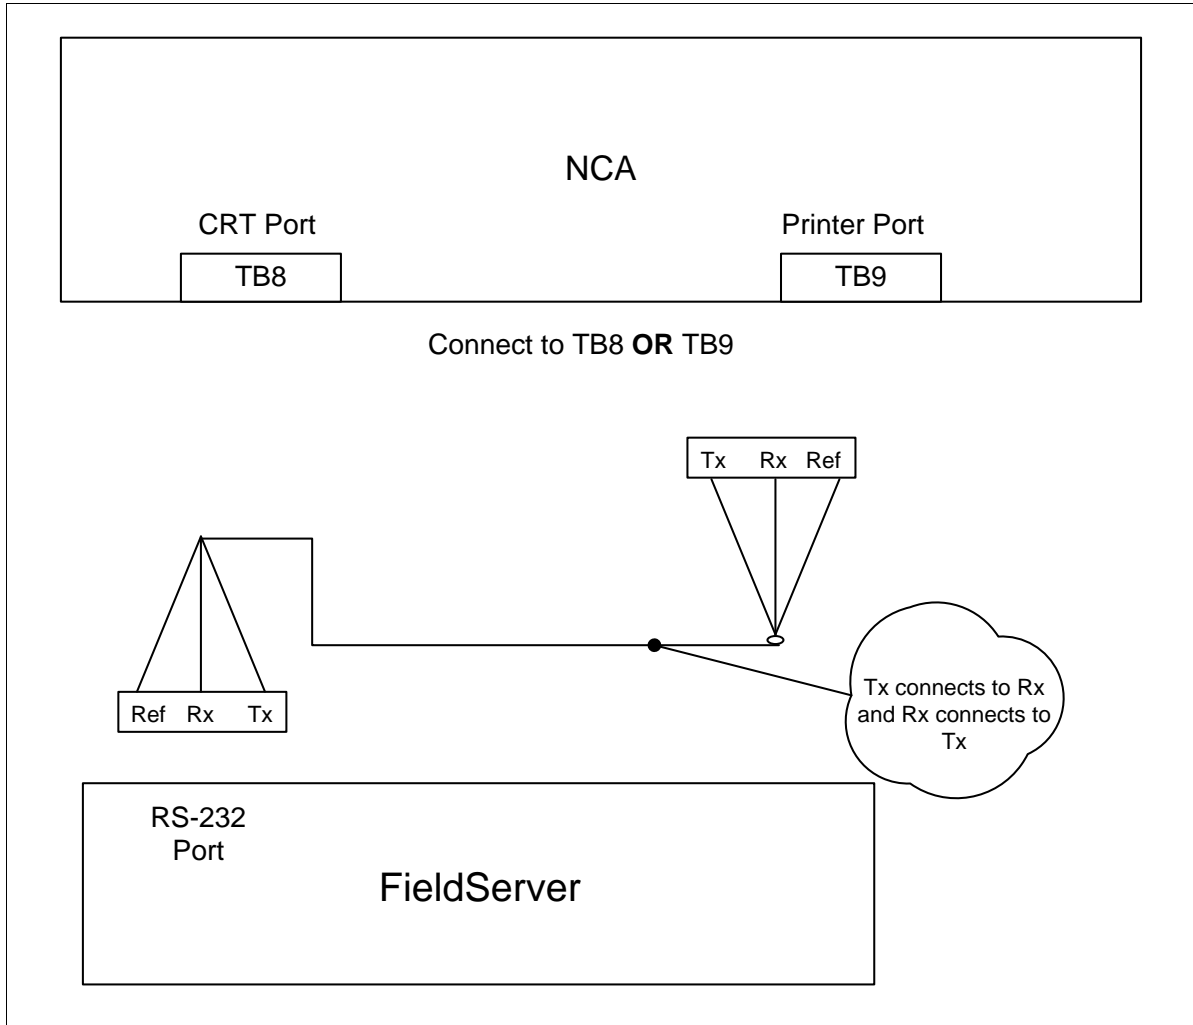 NCA
CRT Port
Printer Port
TB8
TB9
Connect to TB8 OR TB9
Tx Rx Ref
Ref Rx Tx
Tx connects to Rx
and Rx connects to
Tx
RS-232
Port
FieldServer